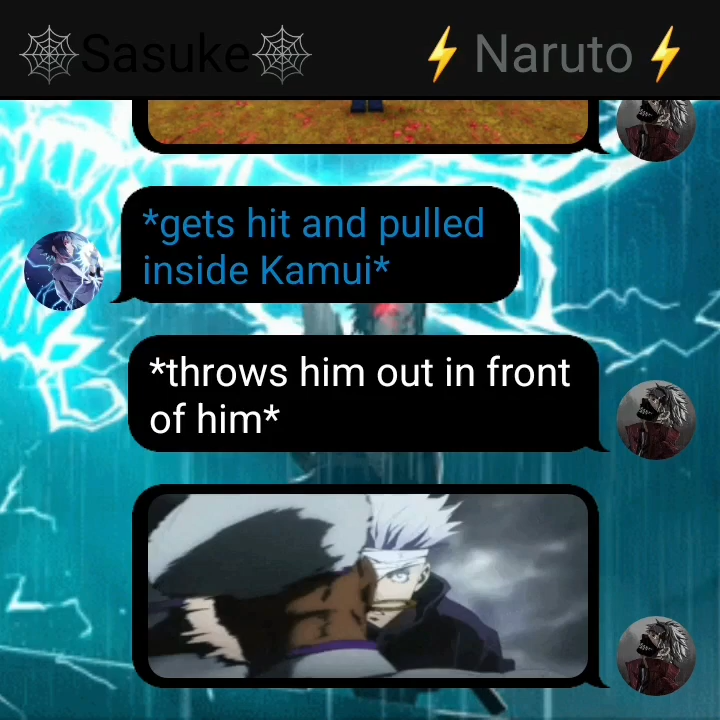 🕸️Sasuke🕸️ ⚡ Naruto ⚡
*gets hit and pulled
inside Kamui*
*throws him out in front
of him*